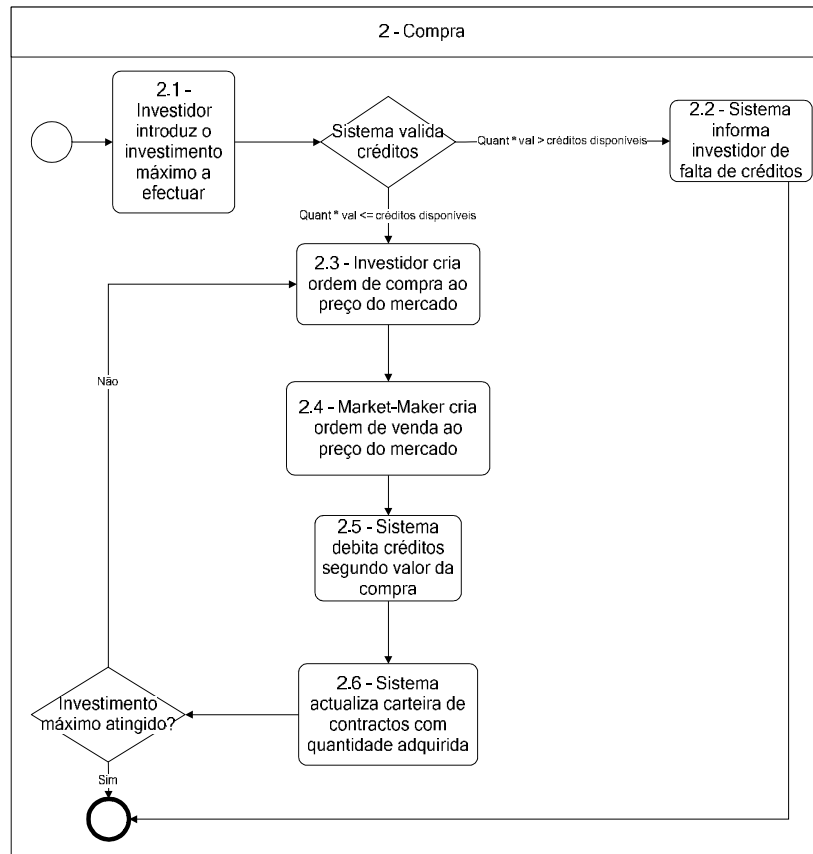 2 - Compra
2.1 -
Investidor
introduz o
investimento
máximo a
efectuar
Sistema valida
créditos
Quant * val > créditos disponíveis
2.2 - Sistema
informa
investidor de
falta de créditos
Quant * val <= créditos disponíveis
2.3 - Investidor cria
ordem de compra ao
preço do mercado
Não
2.4 - Market-Maker cria
ordem de venda ao
preço do mercado
2.5 - Sistema
debita créditos
segundo valor da
compra
2.6 - Sistema
actualiza carteira de
contractos com
quantidade adquirida
Investimento
máximo atingido?
Sim